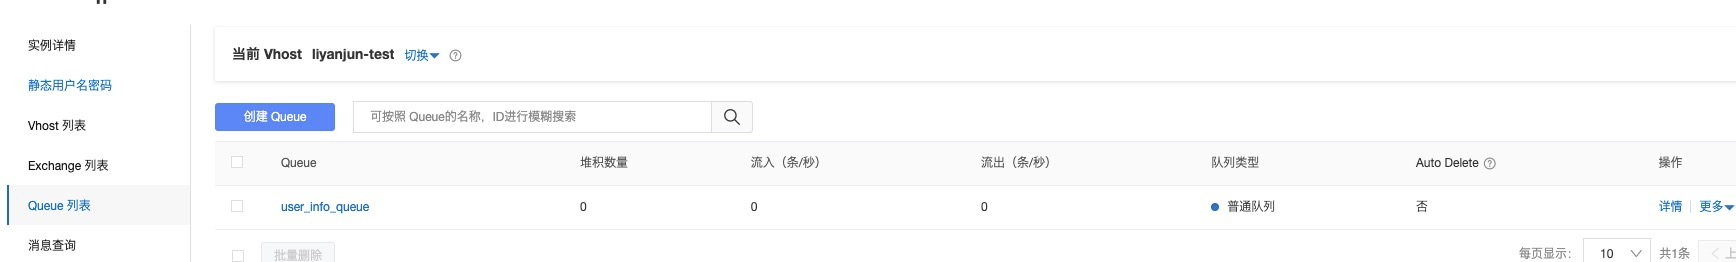 实例详情
静态用户名密码
Vhost 列表
Exchange 列表
Queue 列表
消息查询
当前 Vhost liyanjun-test 切换
创建 Queue 可按照 Queue的名称，ID进行模糊搜索
Queue 堆积数量 流入（条/秒） 流出（条/秒） 队列类型 Auto Delete 操作
user_info_queue 0 0 0 普通队列 否 详情 更多
批量删除 每页显示： 10 共1条 上